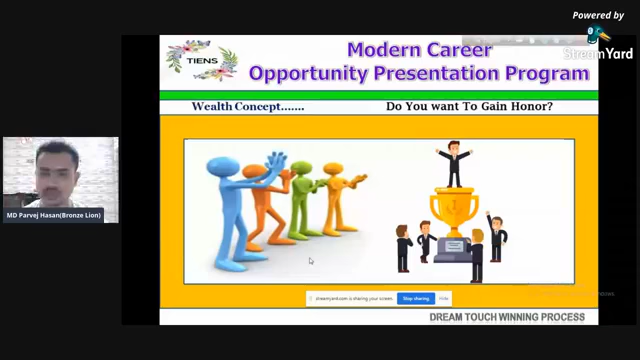 Powered by
StreamYard
TIENS
Modern Career
Opportunity Presentation Program
Wealth Concept.......
Do You want To Gain Honor?
MD Parvej Hasan(Bronze Lion)
1
streamyard.com is sharing your screen.
Stop sharing
Hide
DREAM TOUCH WINNING PROCESS